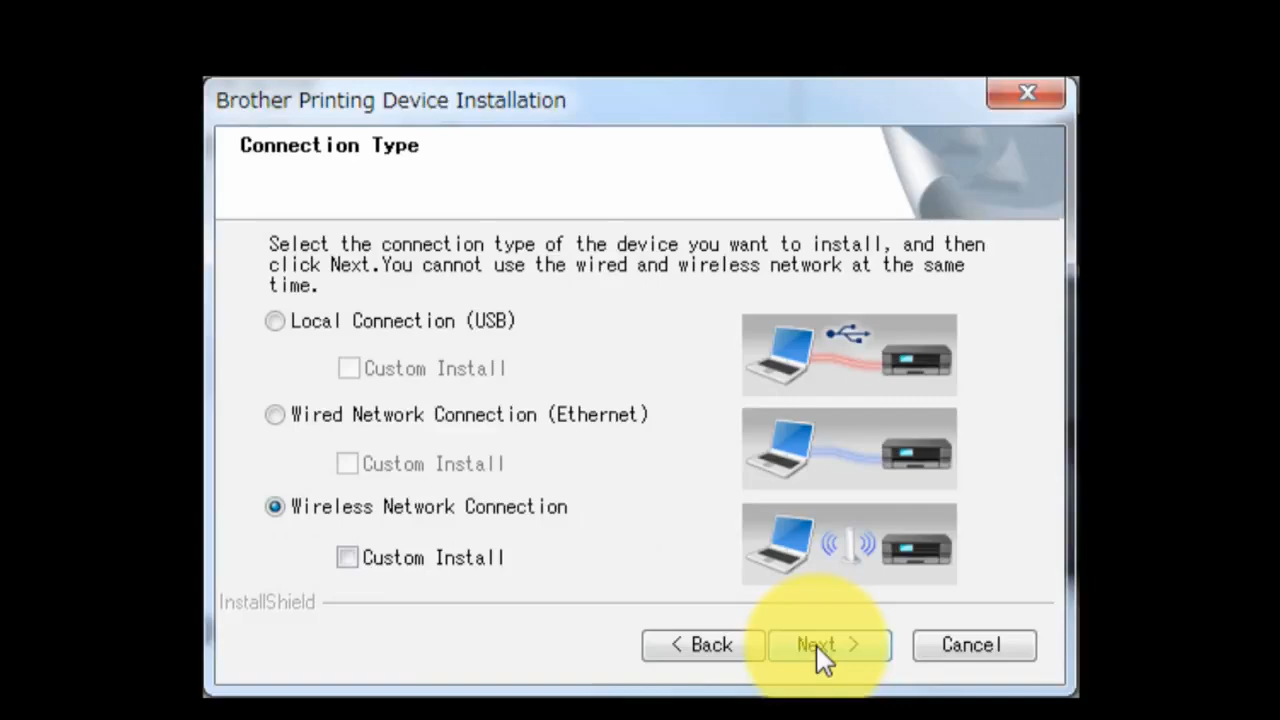 Brother Printing Device Installation
Connection Type
Select the connection type of the device you want to install, and then
click Next.You cannot use the wired and wireless network at the same
time.
Local Connection (USB)
Custom Install
Wired Network Connection (Ethernet)
Custom Install
Wireless Network Connection
Custom Install
InstallShield
< Back Next > Cancel